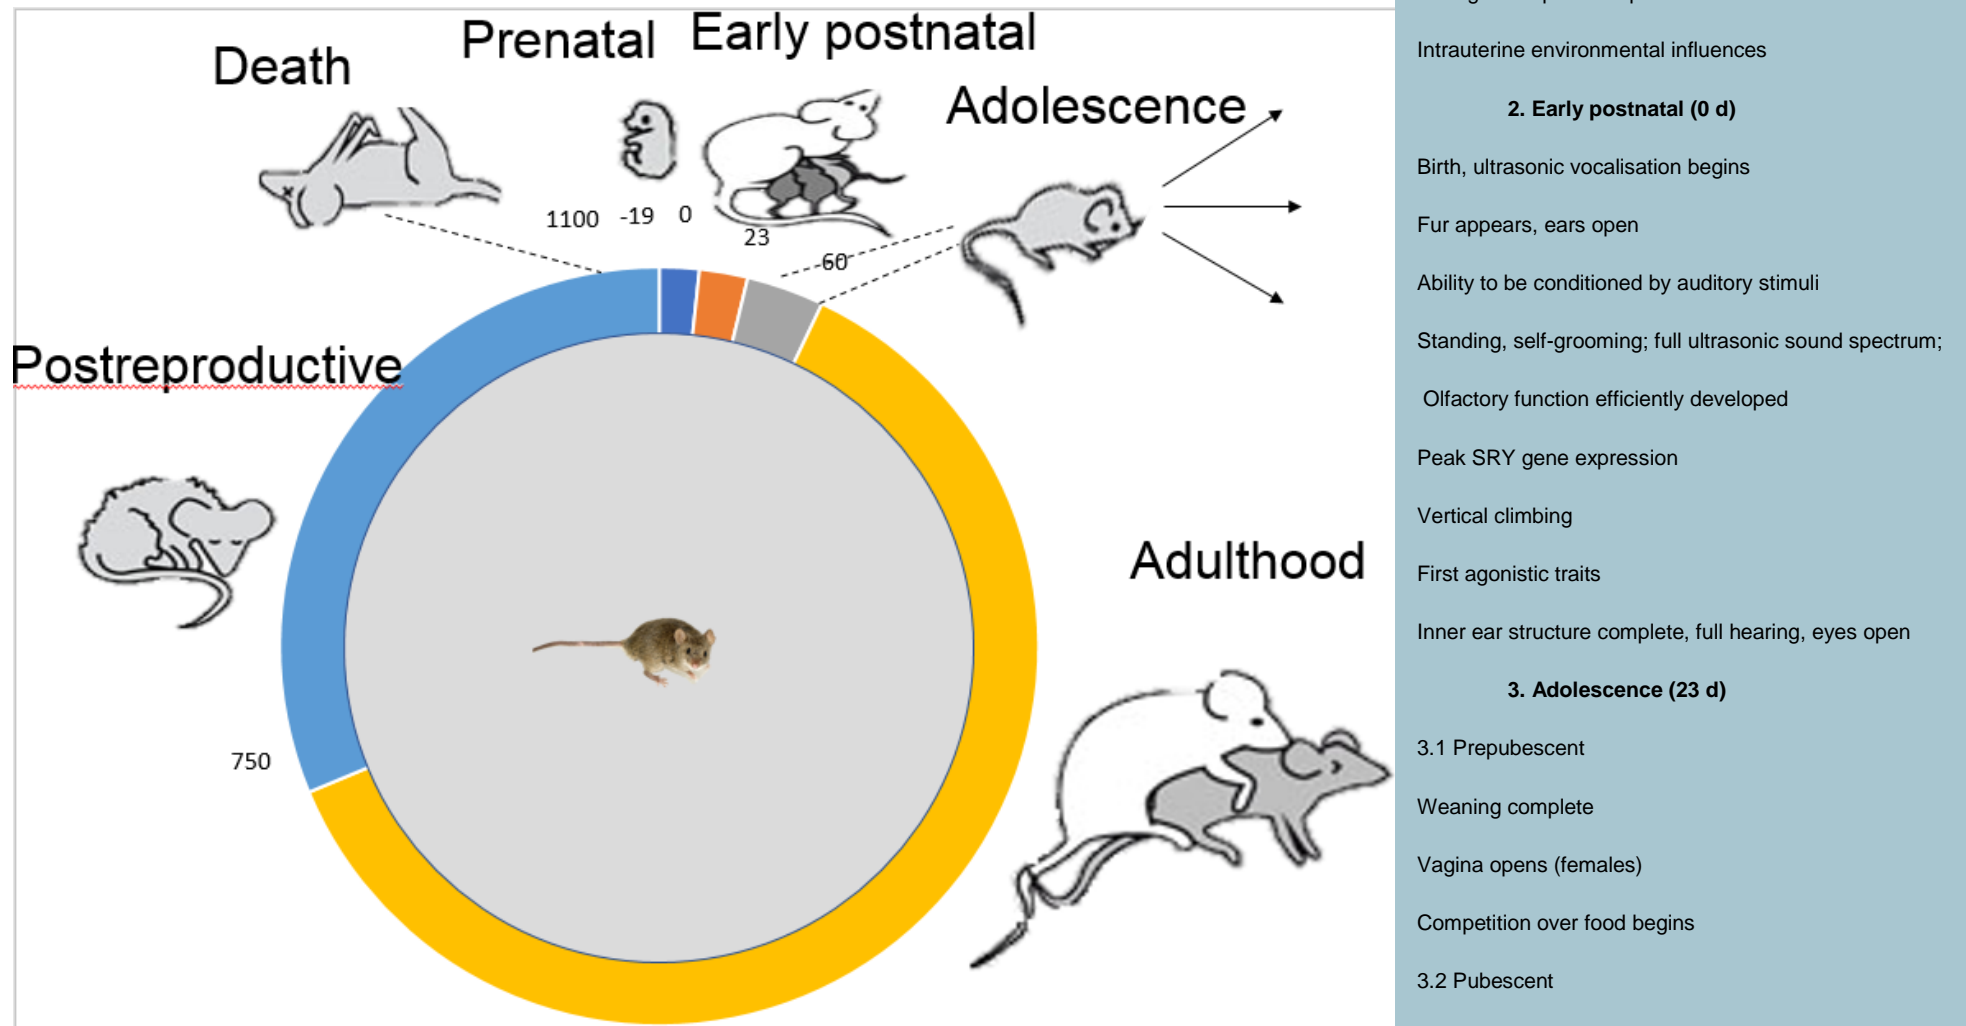 Death
Prenatal
Early postnatal
Adolescence
1100
-19
0
23
60
Postreproductive
750
Adulthood
Intrauterine environmental influences
2. Early postnatal (0 d)
Birth, ultrasonic vocalisation begins
Fur appears, ears open
Ability to be conditioned by auditory stimuli
Standing, self-grooming; full ultrasonic sound spectrum;
Olfactory function efficiently developed
Peak SRY gene expression
Vertical climbing
First agonistic traits
Inner ear structure complete, full hearing, eyes open
3. Adolescence (23 d)
3.1 Prepubescent
Weaning complete
Vagina opens (females)
Competition over food begins
3.2 Pubescent